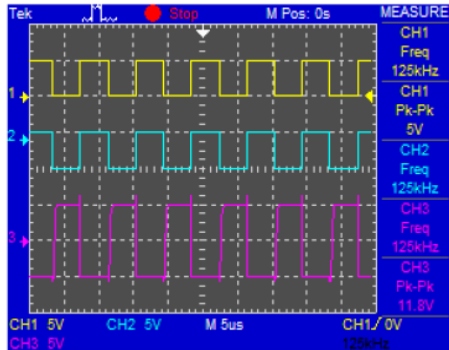 Tek Stop M Pos: 0s MEASURE
CH1
Freq
125kHz
CH1
Pk-Pk
5V
CH2
Freq
125kHz
CH3
Freq
125kHz
CH3
Pk-Pk
11.8V
1
2
3
CH1 5V CH2 5V M 5us CH1/ 0V
CH3 5V 125kHz